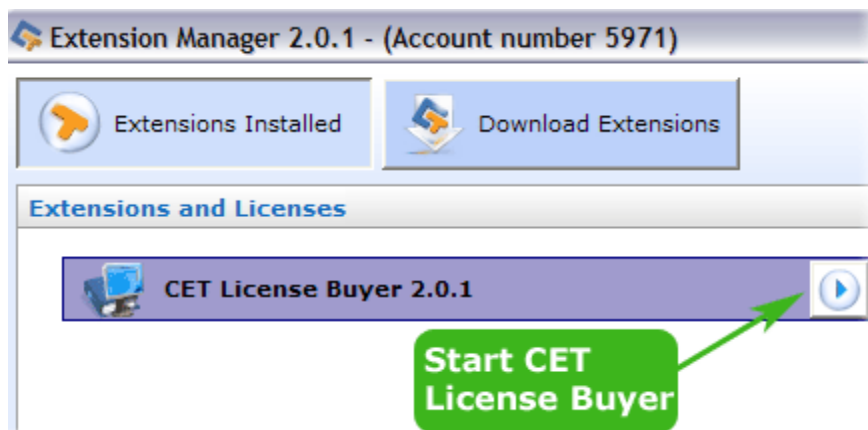 Extension Manager 2.0.1 - (Account number 5971)
Extensions Installed
Download Extensions
Extensions and Licenses
CET License Buyer 2.0.1
Start CET
License Buyer